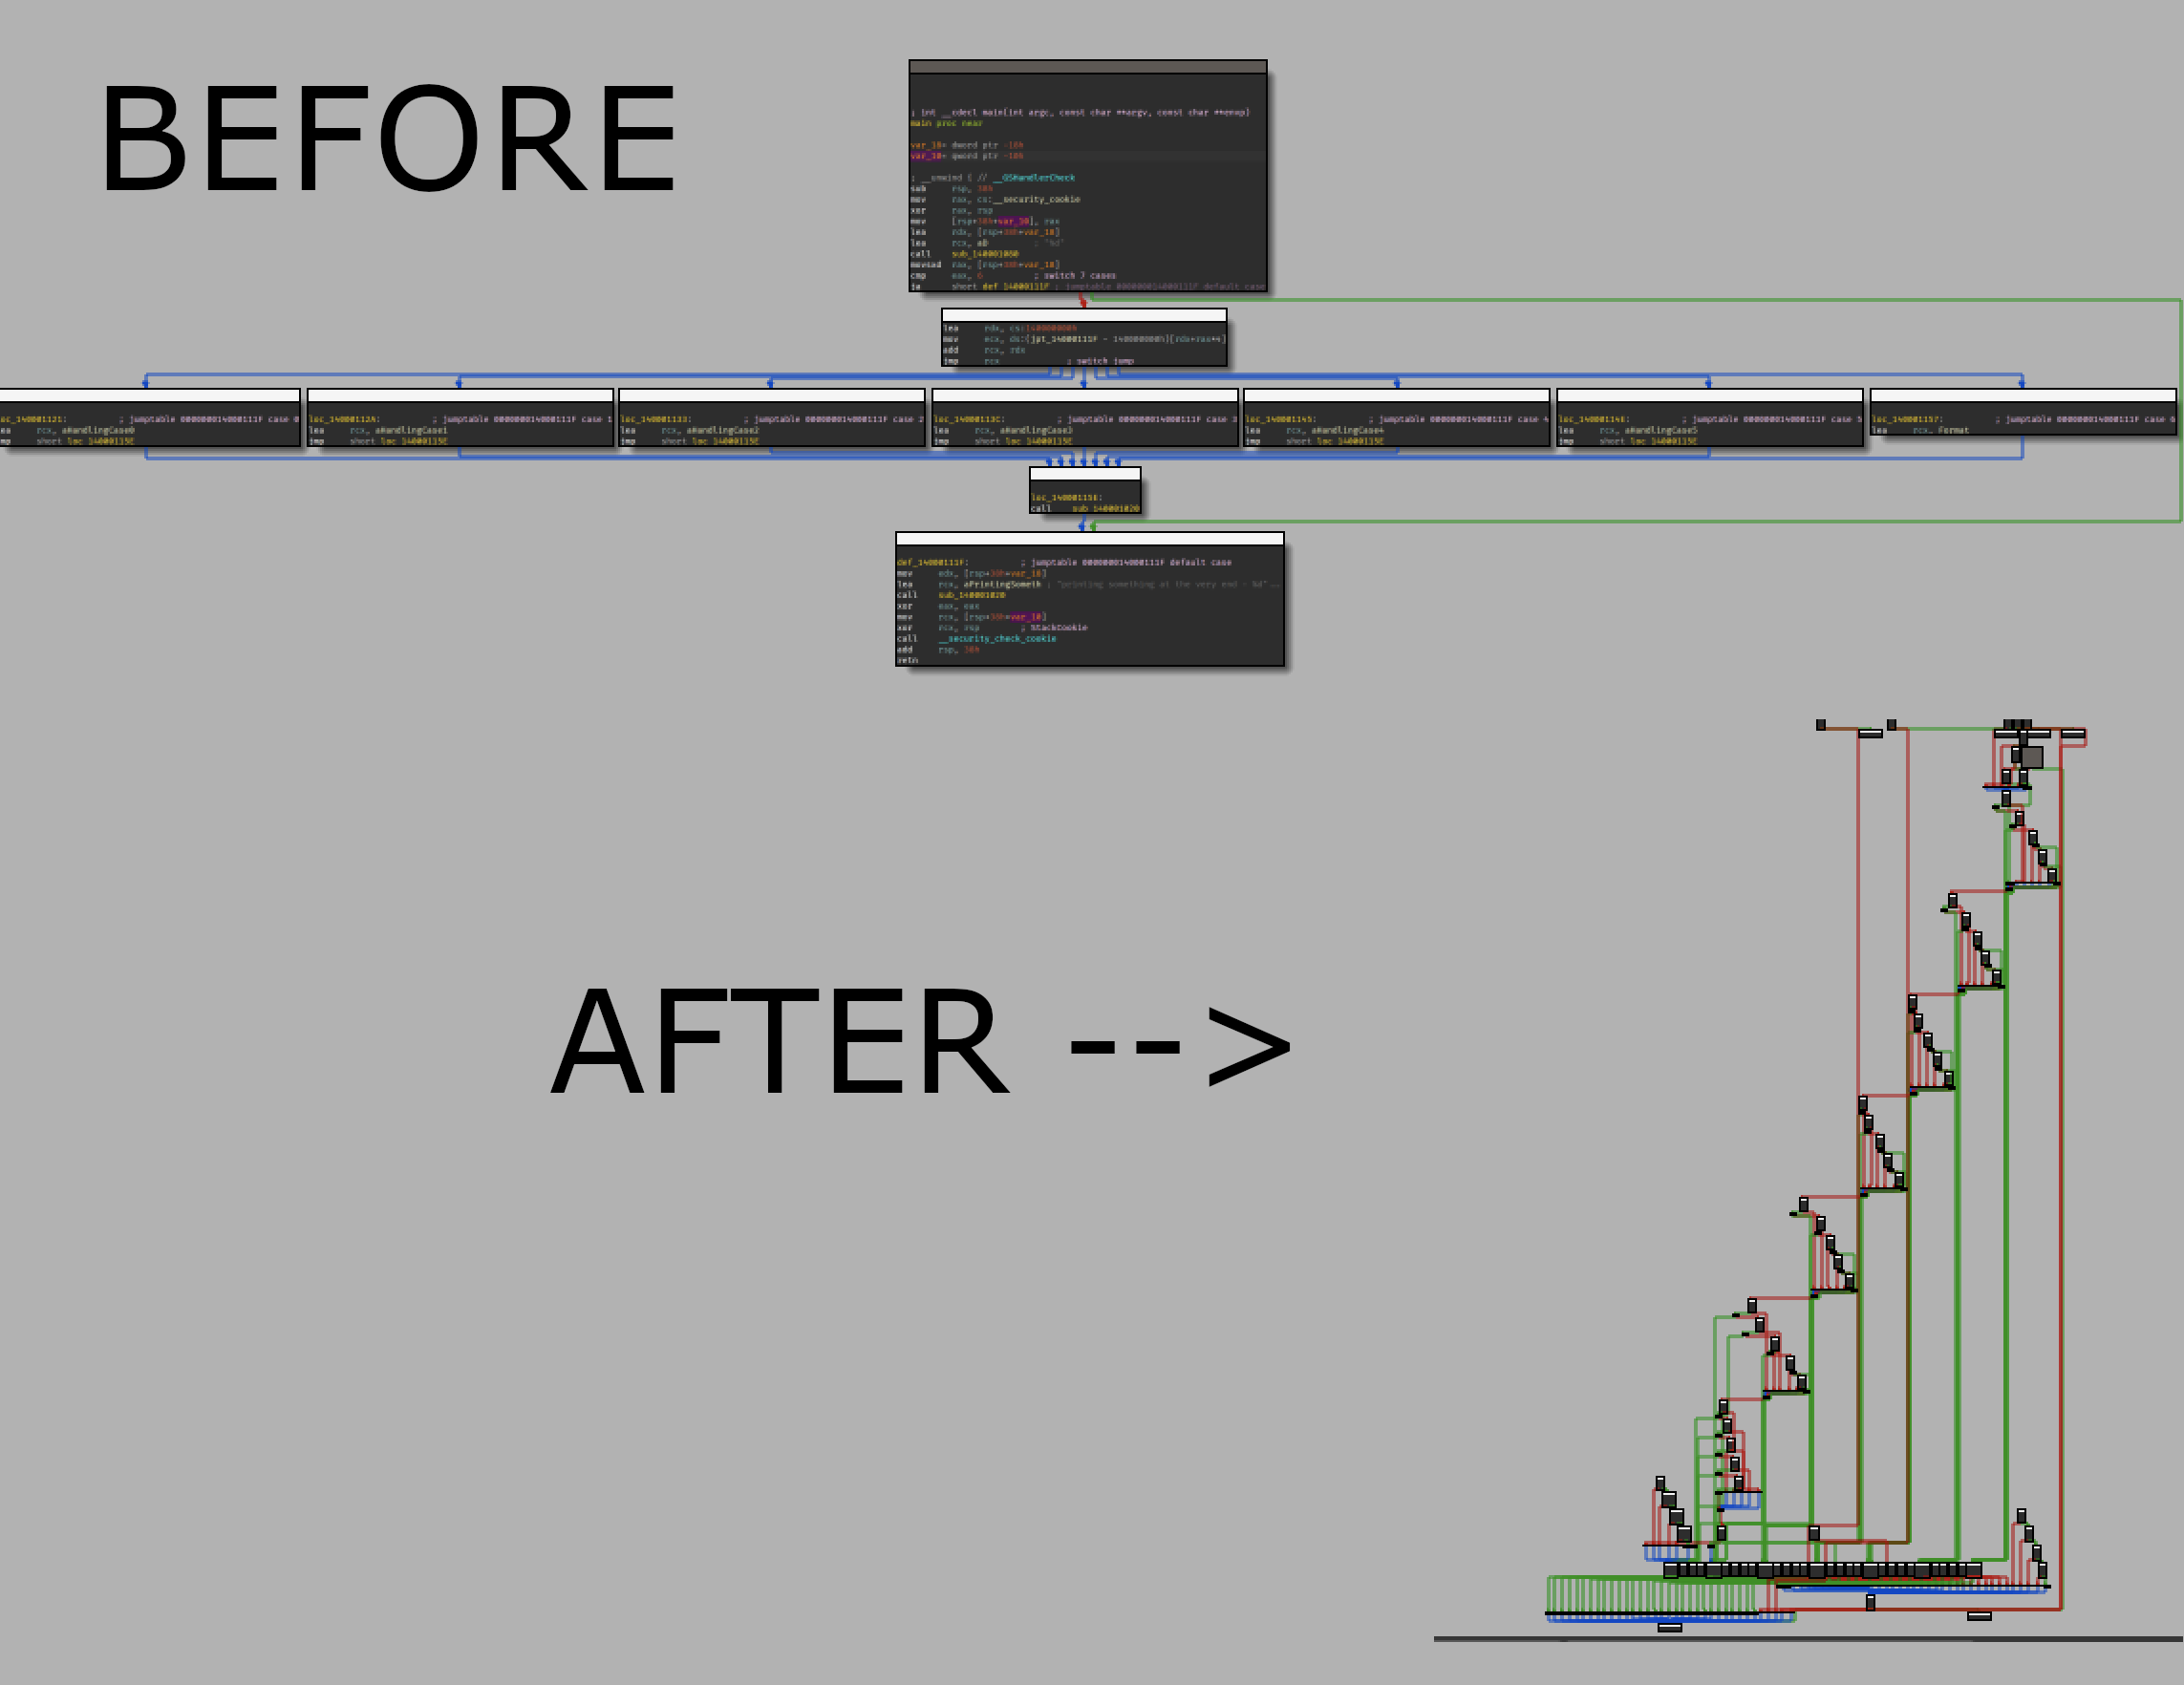 BEFORE
; int __cdecl main(int argc, const char **argv, const char **envp)
main proc near
var_18= dword ptr -18h
var_10= qword ptr -10h
; __unwind { // __GSHandlerCheck
sub rsp, 38h
mov rax, cs:__security_cookie
xor rax, rsp
mov [rsp+38h+var_10], rax
lea rdx, [rsp+38h+var_18]
lea rcx, aD ; "%d"
call
movsxd rax, [rsp+38h+var_18]
cmp eax, 6 ; switch 7 cases
ja short def_14000111F ; jumptable 000000014000111F default case
lea rdx, cs:140000000h
mov ecx, ds:(jpt_14000111F - 140000000h)[rdx+rax*4]
add rcx, rdx
jmp rcx ; switch jump
loc_140001121: ; jumptable 000000014000111F case 0
rcx, aHandlingCase0
short loc_14000115E
loc_14000112A: ; jumptable 000000014000111F case 1
lea rcx, aHandlingCase1
jmp short loc_14000115E
loc_140001133: ; jumptable 000000014000111F case 2
lea rcx, aHandlingCase2
jmp short loc_14000115E
loc_14000113C: ; jumptable 000000014000111F case 3
lea rcx, aHandlingCase3
jmp short loc_14000115E
loc_140001145: ; jumptable 000000014000111F case 4
lea rcx, aHandlingCase4
jmp short loc_14000115E
loc_14000114E: ; jumptable 000000014000111F case 5
lea rcx, aHandlingCase5
jmp short loc_14000115E
loc_140001157: ; jumptable 000000014000111F case 6
lea rcx, Format
loc_14000115E:
call sub_140001020
def_14000111F: ; jumptable 000000014000111F default case
mov edx, [rsp+38h+var_18]
lea rcx, aPrintingSometh ; "printing something at the very end - %d"...
call sub_140001020
xor eax, eax
mov rcx, [rsp+38h+var_10]
xor rcx, rsp ; StackCookie
call __security_check_cookie
add rsp, 38h
retn
AFTER -->